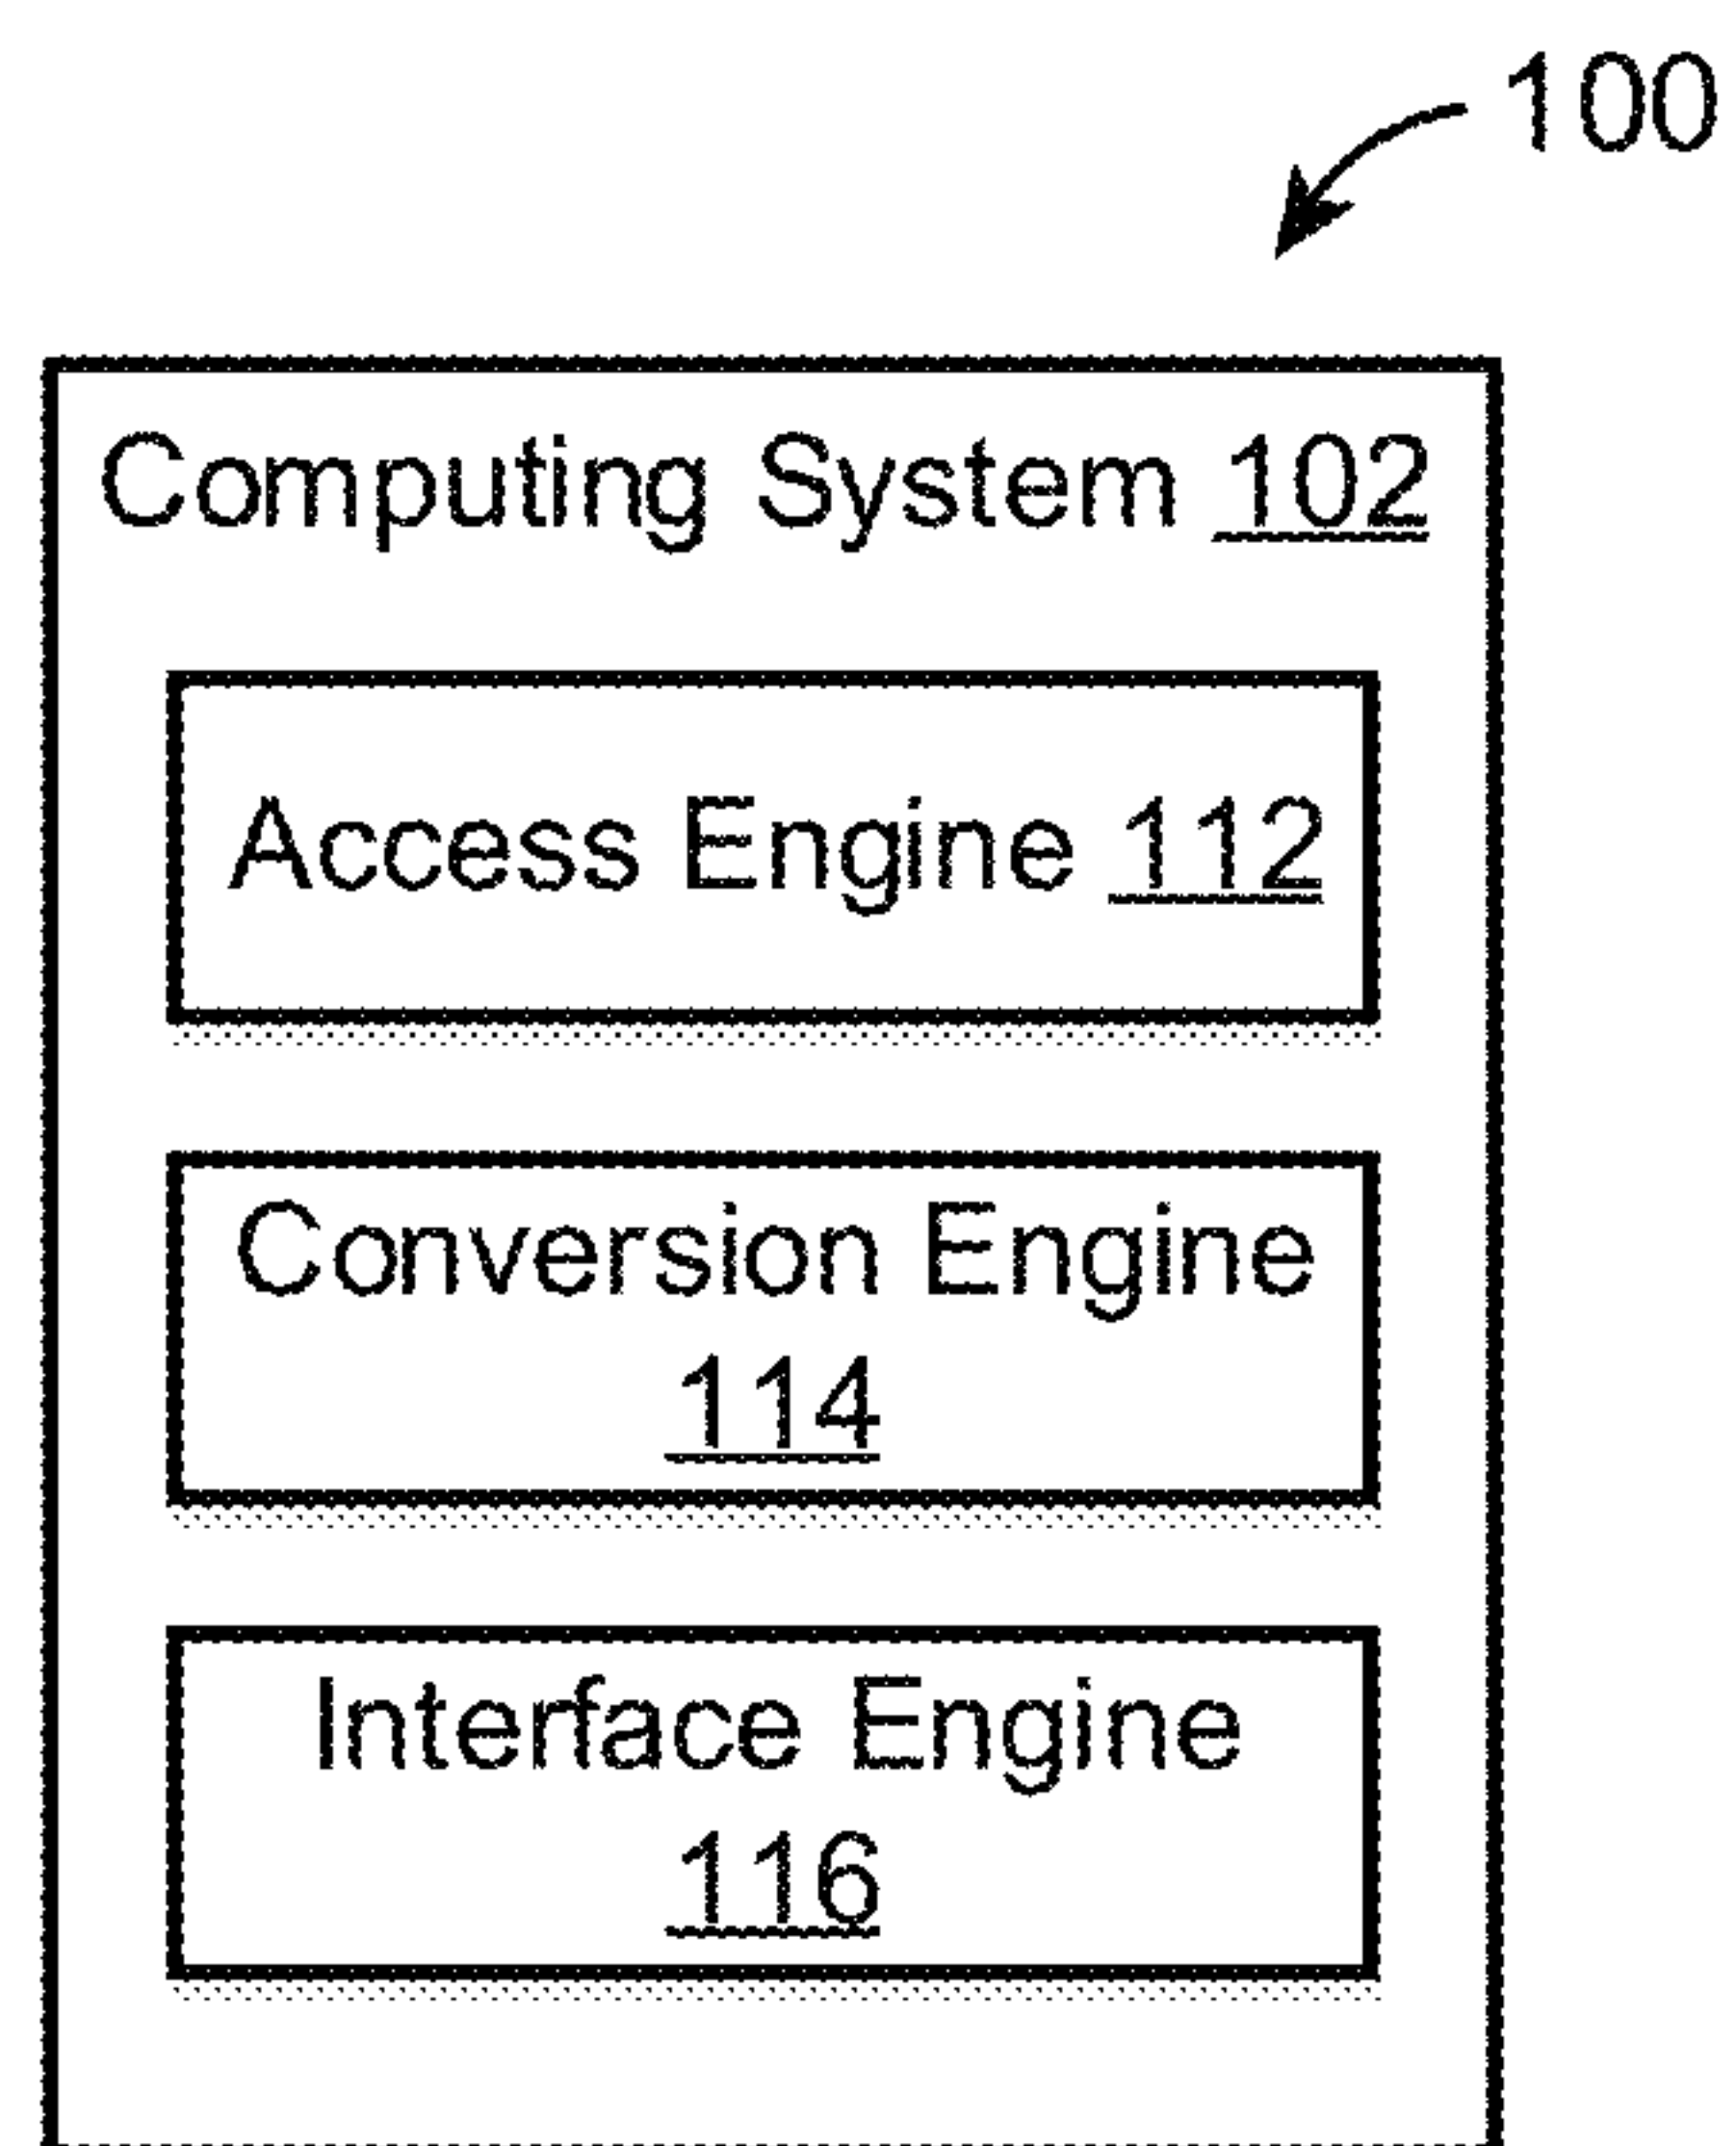 100
Computing System 102
Access Engine 112
Conversion Engine
114
Interface Engine
116